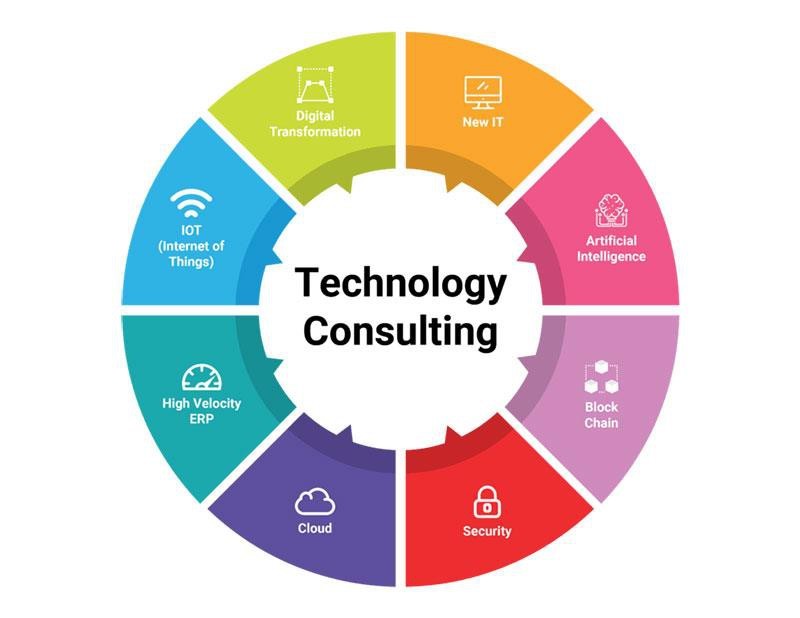 Technology
Consulting
New IT
Artificial
Intelligence
Block
Chain
Security
Cloud
High Velocity
ERP
IOT
(Internet of
Things)
Digital
Transformation